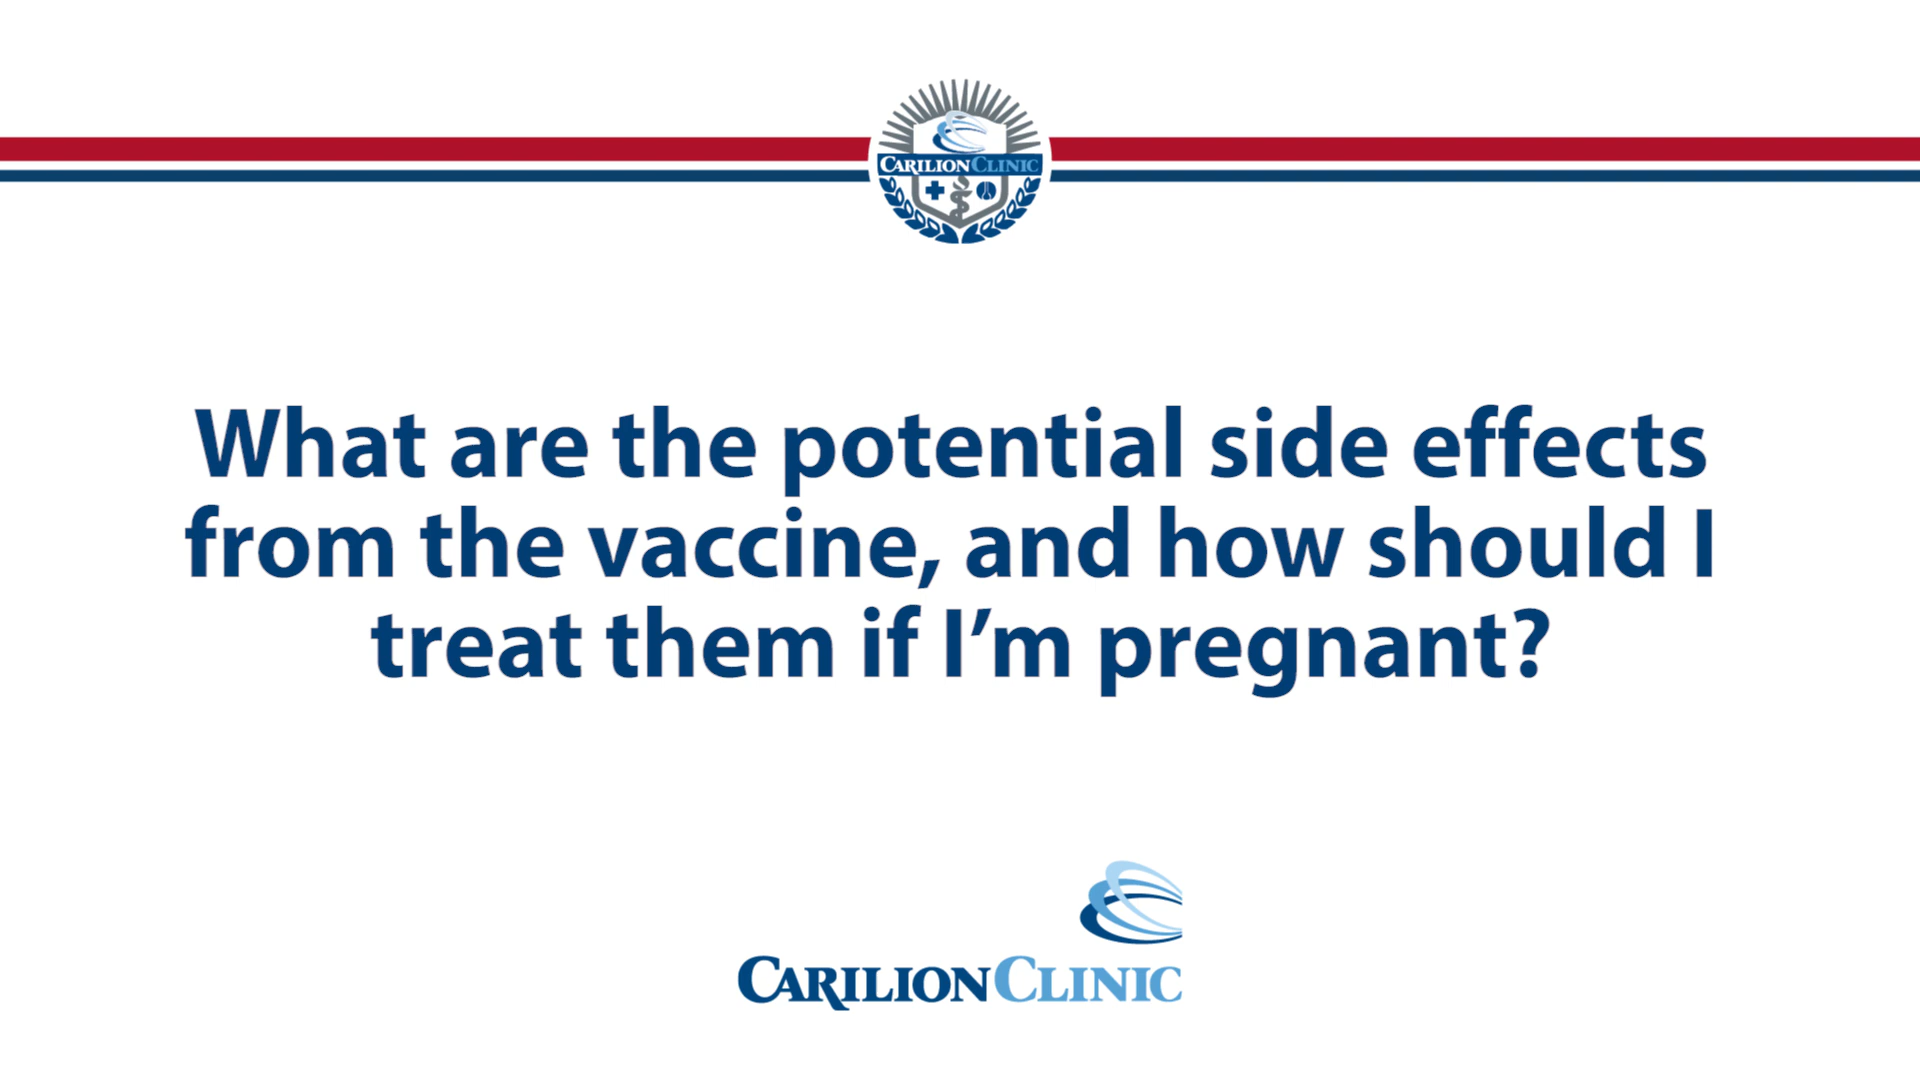 CARILION CLINIC
What are the potential side effects
from the vaccine, and how should I
treat them if I’m pregnant?
CARILION CLINIC